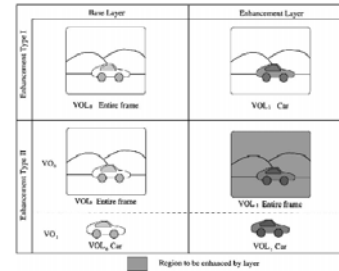 Base Layer
Enhancement Layer
Enhancement Type I
VOL₀ Entire frame
VOL₁ Car
Enhancement Type II
VO₀
VOL₀ Entire frame
VOL₁ Entire frame
VO₁
VOL₀ Car
VOL₁ Car
Region to be enhanced by layer